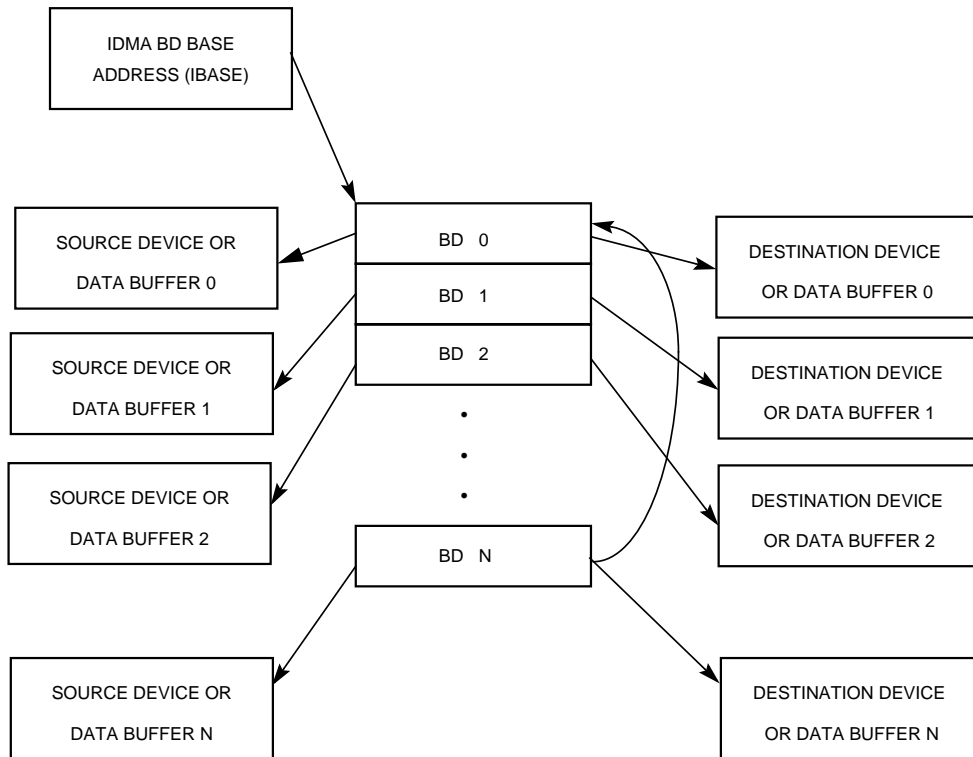 IDMA BD BASE
ADDRESS (IBASE)
SOURCE DEVICE OR
DATA BUFFER 0
BD 0
DESTINATION DEVICE
OR DATA BUFFER 0
BD 1
SOURCE DEVICE OR
DATA BUFFER 1
BD 2
DESTINATION DEVICE
OR DATA BUFFER 1
SOURCE DEVICE OR
DATA BUFFER 2
DESTINATION DEVICE
OR DATA BUFFER 2
BD N
SOURCE DEVICE OR
DATA BUFFER N
DESTINATION DEVICE
OR DATA BUFFER N